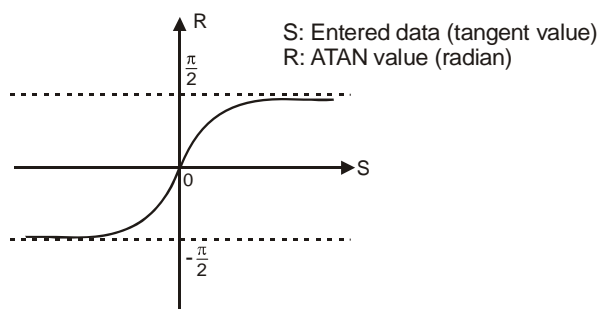 R
S: Entered data (tangent value)
R: ATAN value (radian)
π
2
S
0
-π
2